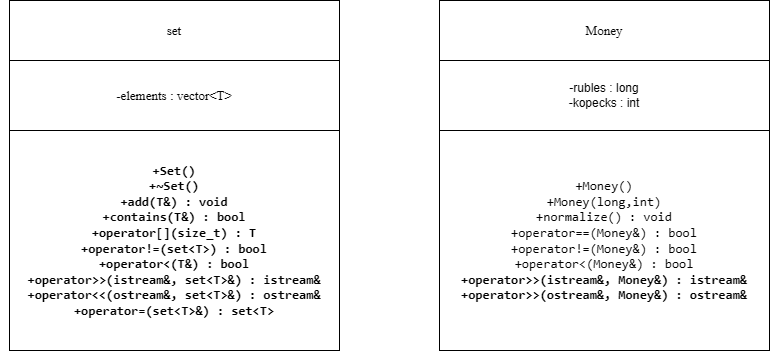 set
-elements : vector<T>
+Set()
+~Set()
+add(T&) : void
+contains(T&) : bool
+operator[](size_t) : T
+operator!=(set<T>) : bool
+operator<(T&) : bool
+operator>>(istream&, set<T>&) : istream&
+operator<<(ostream&, set<T>&) : ostream&
+operator=(set<T>&) : set<T>
Money
-rubles : long
-kopecks : int
+Money()
+Money(long,int)
+normalize() : void
+operator==(Money&) : bool
+operator!=(Money&) : bool
+operator<(Money&) : bool
+operator>>(istream&, Money&) : istream&
+operator>>(ostream&, Money&) : ostream&